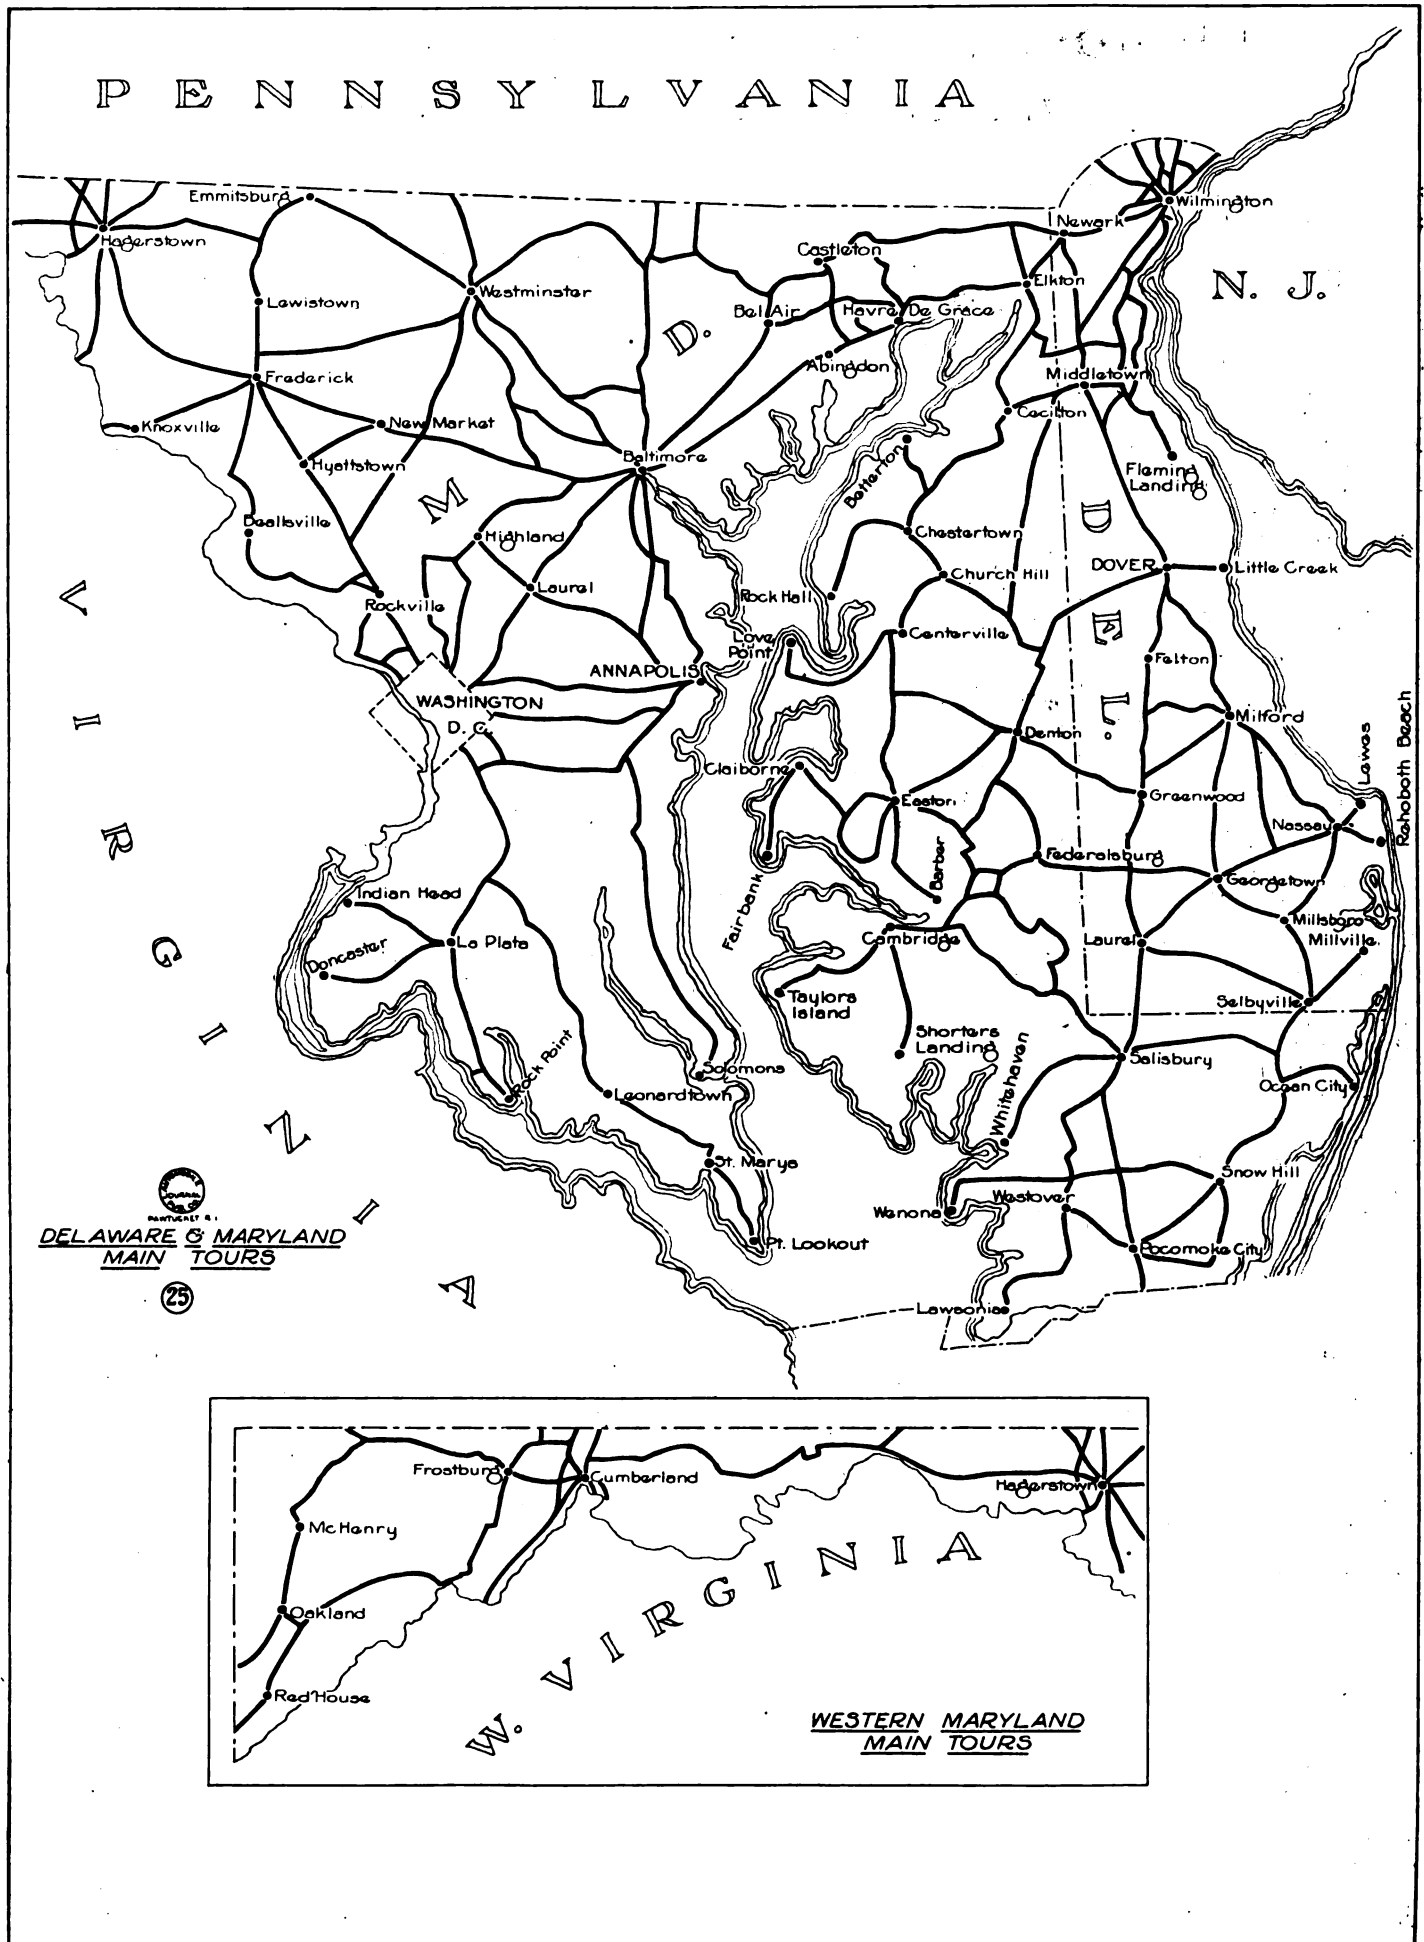 PENNSYLVANIA
Emmitsburg
Wilmington
Hagerstown
Newark
Castleton
N. J.
Elkton
Lewistown
Westminster
Bel Air
Havre De Grace
D.
Abingdon
Frederick
Middletown
Cecilton
Knoxville
New Market
Baltimore
Hyattstown
Betterton
Fleming
Landing
M
D
Beallsville
Highland
Chestertown
DOVER
Little Creek
Church Hill
V
Laurel
Rock Hall
Rockville
E
Love
Point
Centerville
Felton
ANNAPOLIS
WASHINGTON
D. C.
L.
I
Milford
Denton
Lewes
Rehoboth Beach
Claiborne
Easton
Greenwood
Nassau
R
Federalsburg
Barber
Georgetown
Indian Head
Fairbank
Millsboro
Cambridge
Laurel
Millville
La Plata
G
Doncaster
Taylors
Island
Selbyville
I
Shorters
Landing
Whitehaven
Salisbury
Rock Point
Solomons
Ocean City
Leonardtown
N
St. Marys
Snow Hill
Westover
I
Wenona
JOURNAL
PAWTUCKET R. I.
DELAWARE & MARYLAND
MAIN TOURS
25
Pt. Lookout
Pocomoke City
A
Lawsonia
Frostburg
Cumberland
Hagerstown
McHenry
W. VIRGINIA
Oakland
Red House
WESTERN MARYLAND
MAIN TOURS